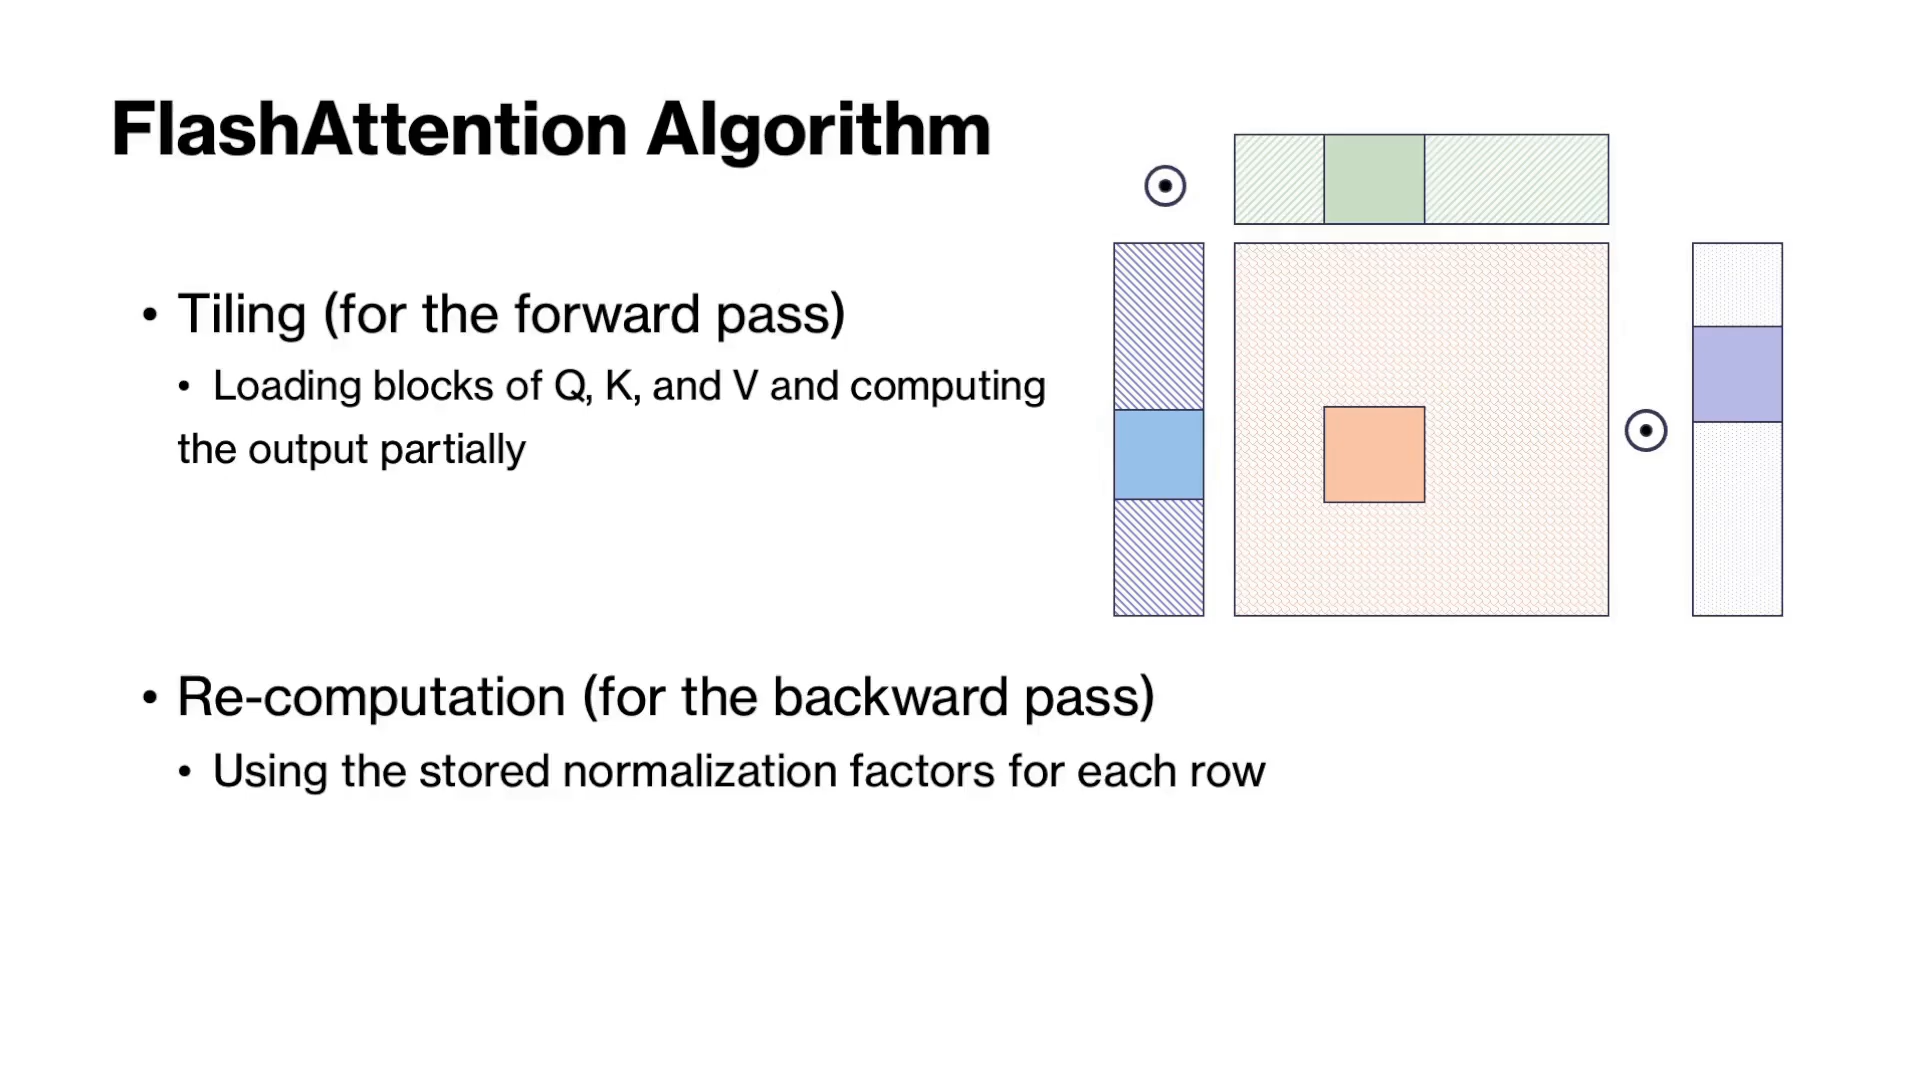 FlashAttention Algorithm
• Tiling (for the forward pass)
• Loading blocks of Q, K, and V and computing
the output partially
• Re-computation (for the backward pass)
• Using the stored normalization factors for each row